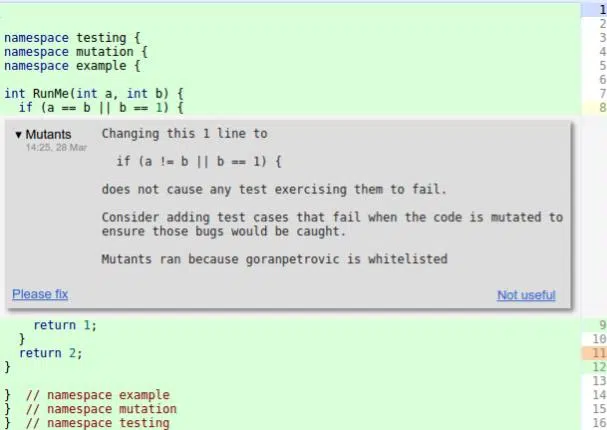 1
2
namespace testing { 3
namespace mutation { 4
namespace example { 5
6
int RunMe(int a, int b) { 7
  if (a == b || b == 1) { 8
▼ Mutants
14:25, 28 Mar
Changing this 1 line to
if (a != b || b == 1) {
does not cause any test exercising them to fail.
Consider adding test cases that fail when the code is mutated to
ensure those bugs would be caught.
Mutants ran because goranpetrovic is whitelisted
Please fix Not useful
    return 1; 9
  } 10
  return 2; 11
} 12
13
}  // namespace example 14
}  // namespace mutation 15
}  // namespace testing 16